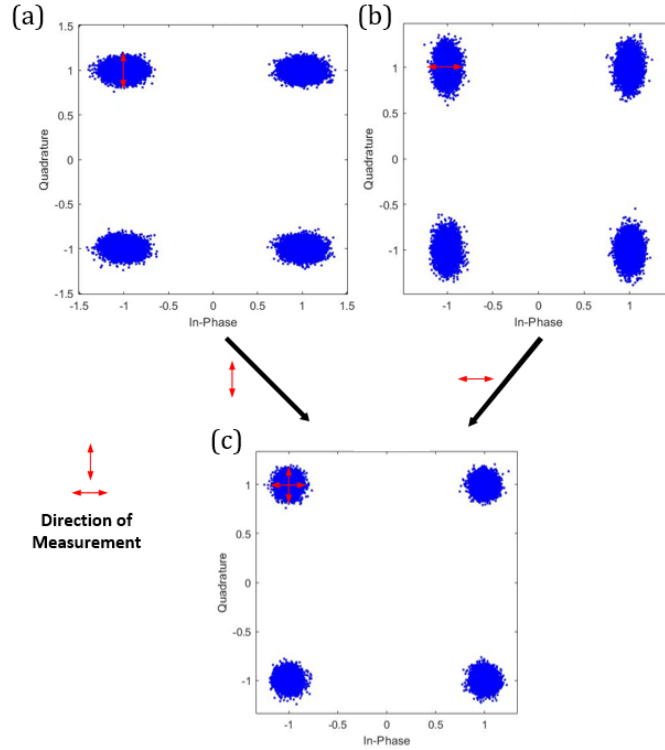 (a)
1.5
1
0.5
0
-0.5
-1
-1.5
Quadrature
-1.5 -1 -0.5 0 0.5 1 1.5
In-Phase
(b)
1
0.5
0
-0.5
-1
Quadrature
-1 -0.5 0 0.5 1
In-Phase
Direction of
Measurement
(c)
1
0.5
0
-0.5
-1
Quadrature
-1 -0.5 0 0.5 1
In-Phase